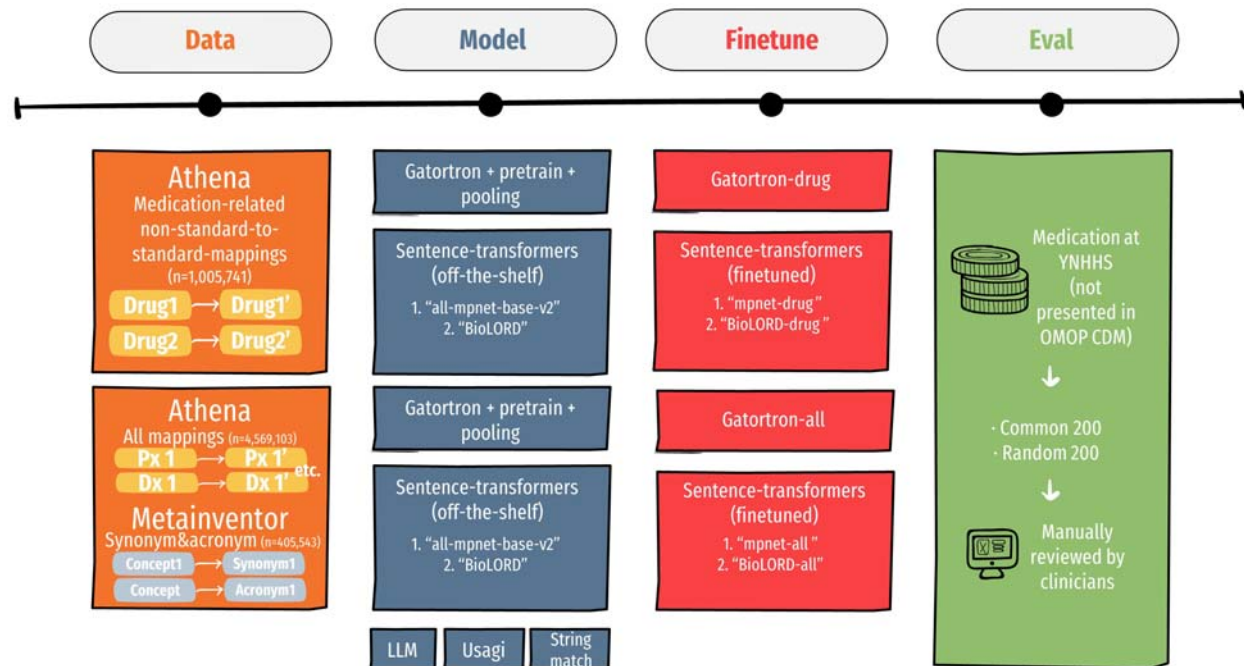 Data
Model
Finetune
Eval
Athena
Medication-related
non-standard-to-
standard-mappings
(n=1,005,741)
Drug1 → Drug1'
Drug2 → Drug2'
Athena
All mappings (n=4,569,103)
Px 1 → Px 1'
Dx 1 → Dx 1'
etc.
Metainventor
Synonym&acronym (n=405,543)
Concept1 → Synonym1
Concept → Acronym1
Gatortron + pretrain +
pooling
Sentence-transformers
(off-the-shelf)
1. "all-mpnet-base-v2"
2. "BioLORD"
Gatortron + pretrain +
pooling
Sentence-transformers
(off-the-shelf)
1. "all-mpnet-base-v2"
2. "BioLORD"
LLM
Usagi
String
match
Gatortron-drug
Sentence-transformers
(finetuned)
1. "mpnet-drug"
2. "BioLORD-drug"
Gatortron-all
Sentence-transformers
(finetuned)
1. "mpnet-all"
2. "BioLORD-all"
Medication at
YNHHS
(not
presented in
OMOP CDM)
· Common 200
· Random 200
Manually
reviewed by
clinicians